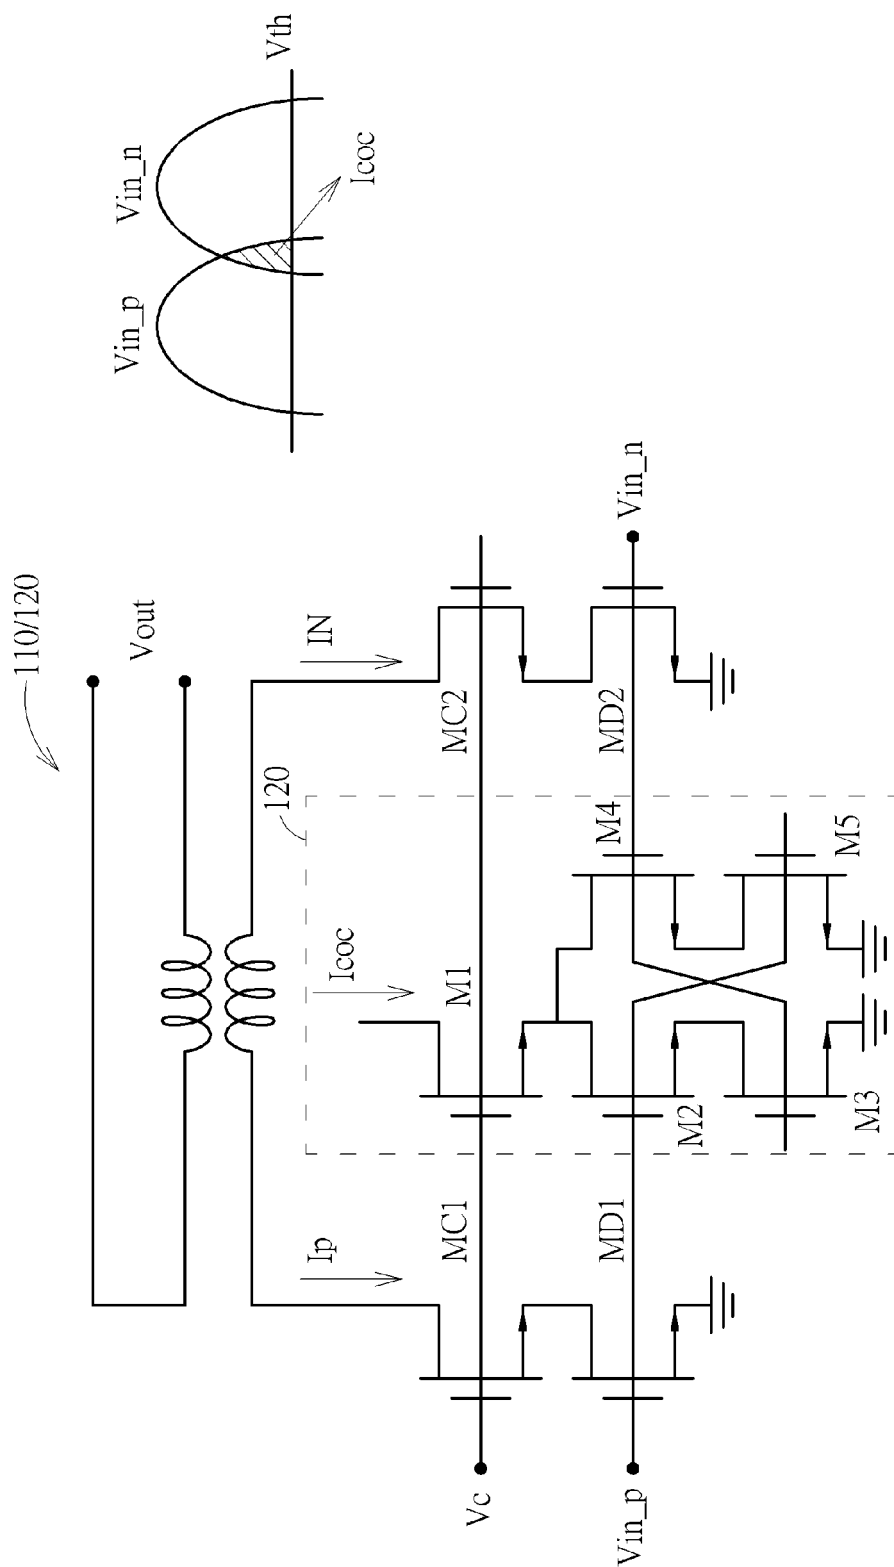 110/120
Vout
120
Ip
Icoc
IN
MC1
M1
MC2
Vc
MD1
M2
M4
MD2
Vin_p
Vin_n
M3
M5
Vin_p
Vin_n
Vth
Icoc